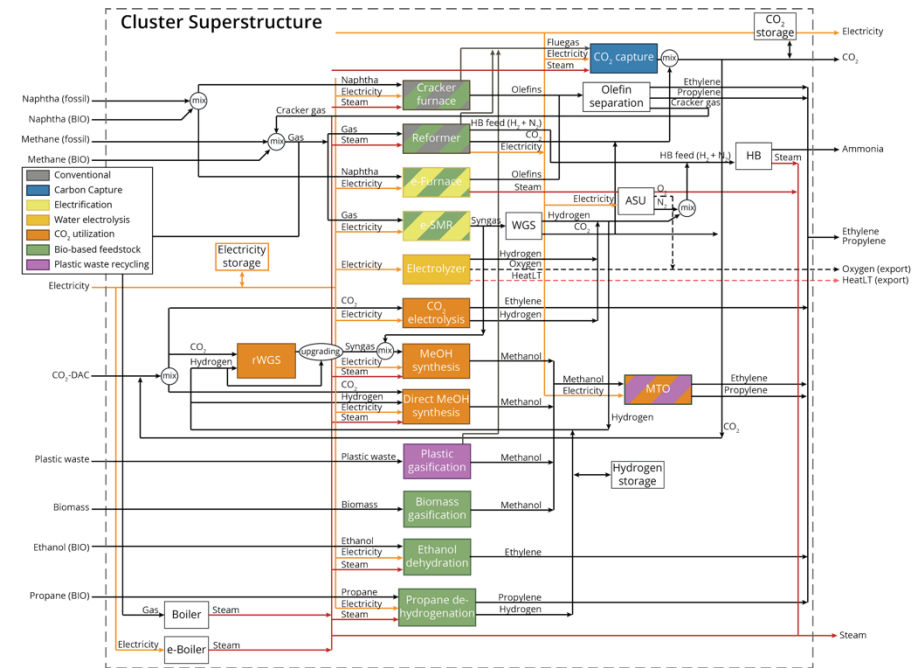 Cluster Superstructure
CO₂ storage
Electricity
Fluegas
Electricity
Steam
CO₂ capture
mix
CO₂
Naphtha (fossil)
Naphtha (BIO)
mix
Naphtha
Electricity
Steam
Cracker furnace
Olefins
Olefin separation
Ethylene
Propylene
Cracker gas
Cracker gas
Methane (fossil)
Methane (BIO)
mix
Gas
Gas
Steam
Reformer
HB feed (H₂ + N₂)
CO₂
Electricity
HB feed (H₂ + N₂)
HB
Steam
Ammonia
Conventional
Carbon Capture
Electrification
Water electrolysis
CO₂ utilization
Bio-based feedstock
Plastic waste recycling
Naphtha
Electricity
e-Furnace
Olefins
Steam
Electricity
ASU
O
N₂
mix
Gas
Electricity
e-SMR
Syngas
WGS
Hydrogen
CO₂
Ethylene
Propylene
Electricity storage
Electricity
Electrolyzer
Hydrogen
Oxygen
HeatLT
Oxygen (export)
HeatLT (export)
Electricity
CO₂
Electricity
CO₂ electrolysis
Ethylene
Hydrogen
CO₂
Hydrogen
rWGS
upgrading
Syngas
mix
Electricity
Steam
MeOH synthesis
Methanol
CO₂-DAC
mix
CO₂
Hydrogen
Electricity
Steam
Direct MeOH synthesis
Methanol
Methanol
Electricity
MTO
Ethylene
Propylene
Hydrogen
CO₂
Plastic waste
Plastic waste
Plastic gasification
Methanol
Hydrogen storage
Biomass
Biomass
Biomass gasification
Methanol
Ethanol (BIO)
Ethanol
Electricity
Steam
Ethanol dehydration
Ethylene
Propane (BIO)
Propane
Electricity
Steam
Propane de-hydrogenation
Propylene
Hydrogen
Gas
Boiler
Steam
Electricity
e-Boiler
Steam
Steam